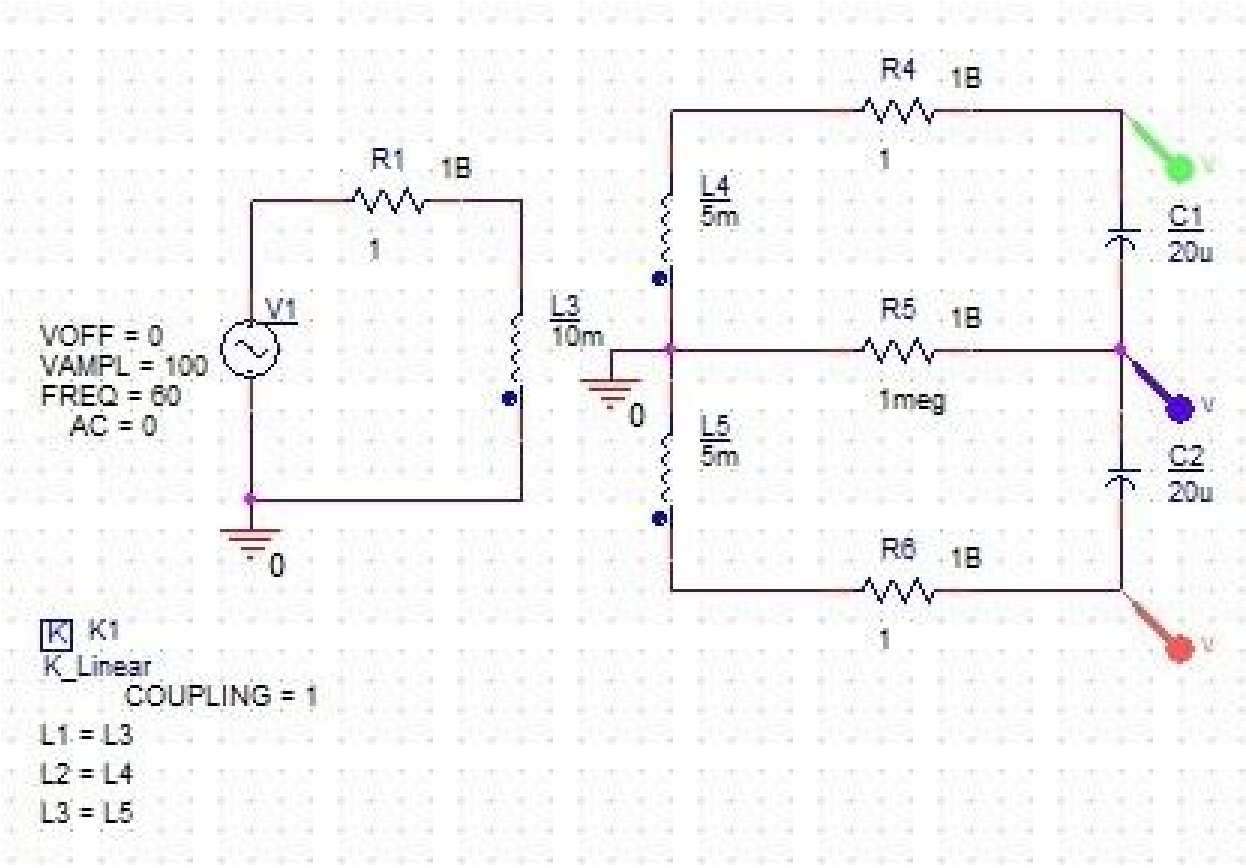 R4 1B
1
R1 1B
1
L4
5m
C1
20u
V1
VOFF = 0
VAMPL = 100
FREQ = 60
AC = 0
L3
10m
R5 1B
1meg
0
L5
5m
C2
20u
0
R6 1B
1
V
V
V
K K1
K_Linear
COUPLING = 1
L1 = L3
L2 = L4
L3 = L5